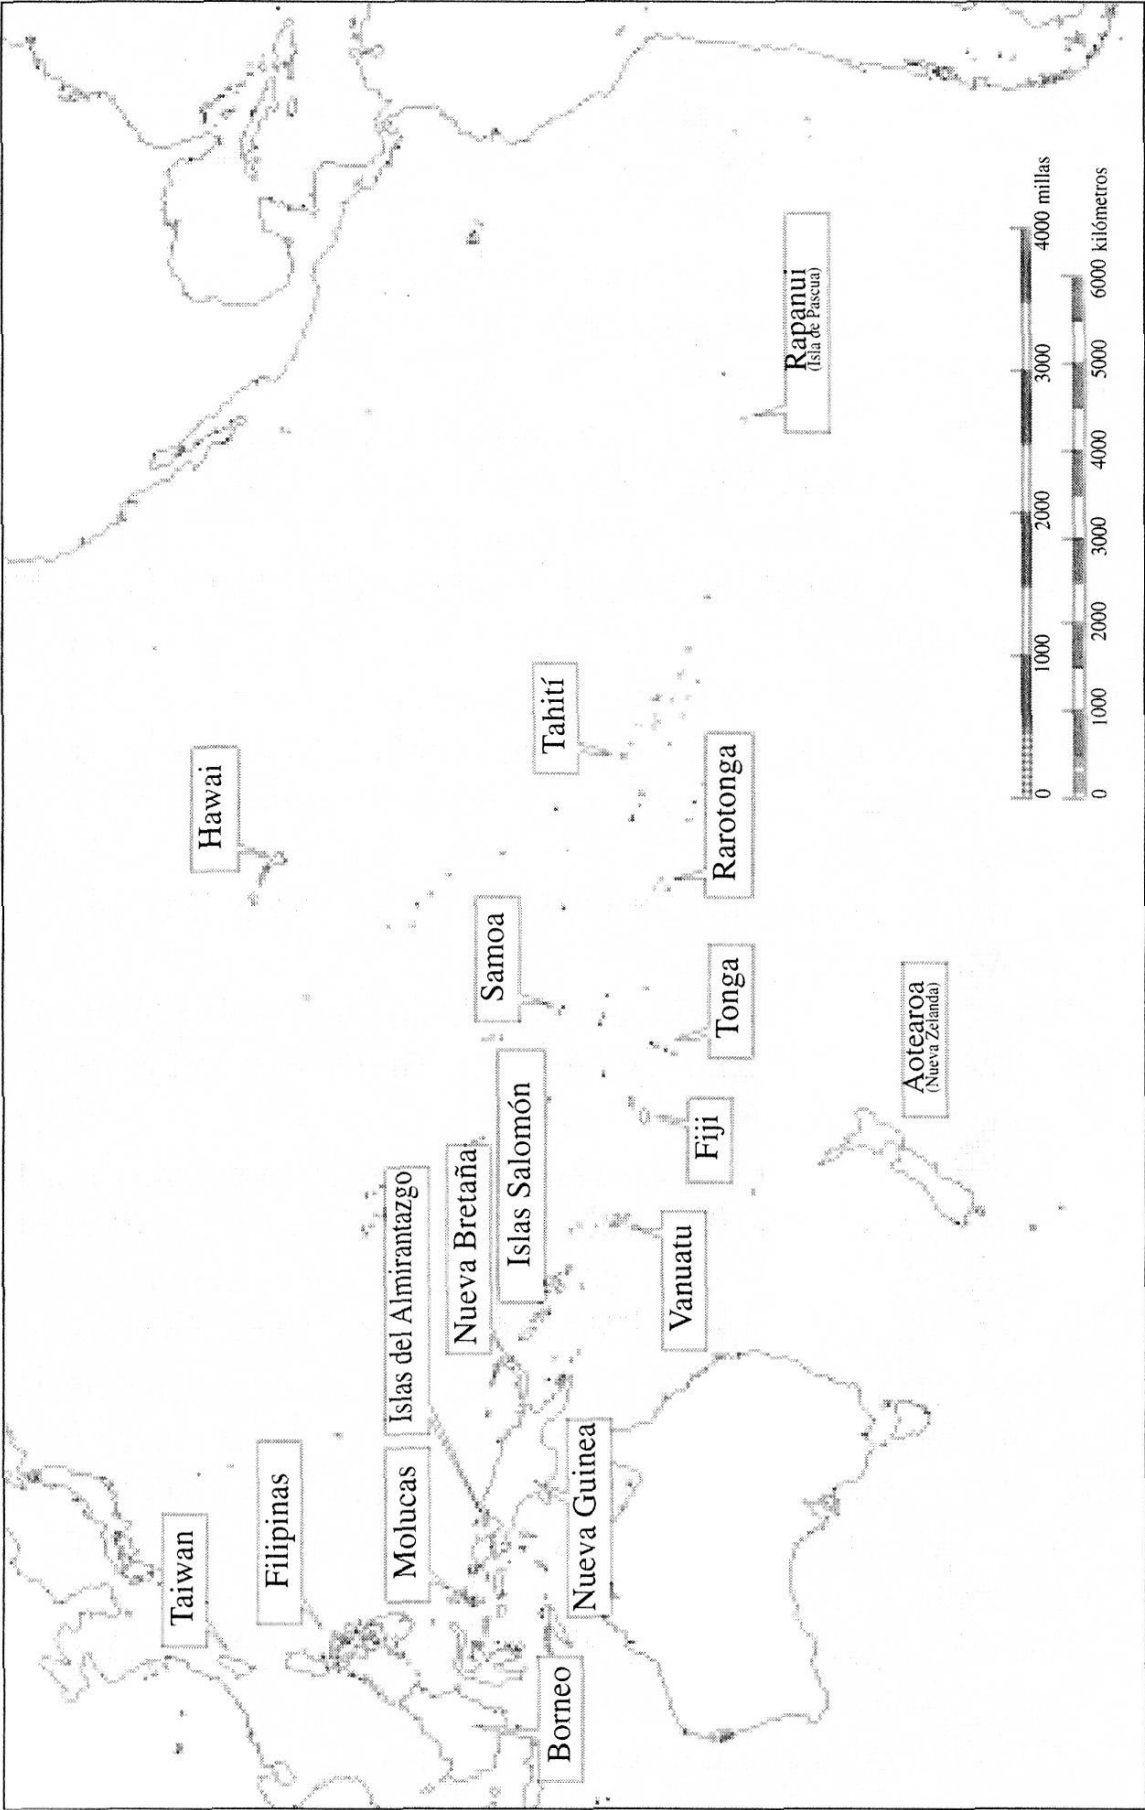 Hawai
Taiwan
Filipinas
Islas del Almirantazgo
Molucas
Nueva Bretaña
Samoa
Islas Salomón
Tahití
Borneo
Nueva Guinea
Vanuatu
Fiji
Tonga
Rarotonga
Rapanui
(Isla de Pascua)
Aotearoa
(Nueva Zelanda)
0 1000 2000 3000 4000 millas
0 1000 2000 3000 4000 5000 6000 kilómetros